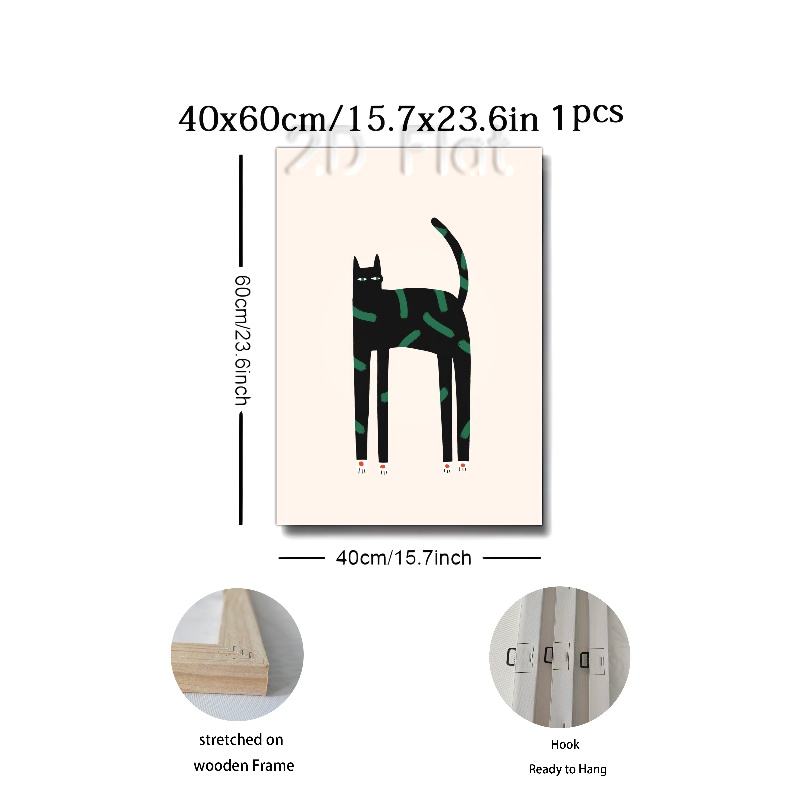 40x60cm/15.7x23.6in 1pcs
2D Flat
60cm/23.6inch
40cm/15.7inch
stretched on
wooden Frame
Hook
Ready to Hang